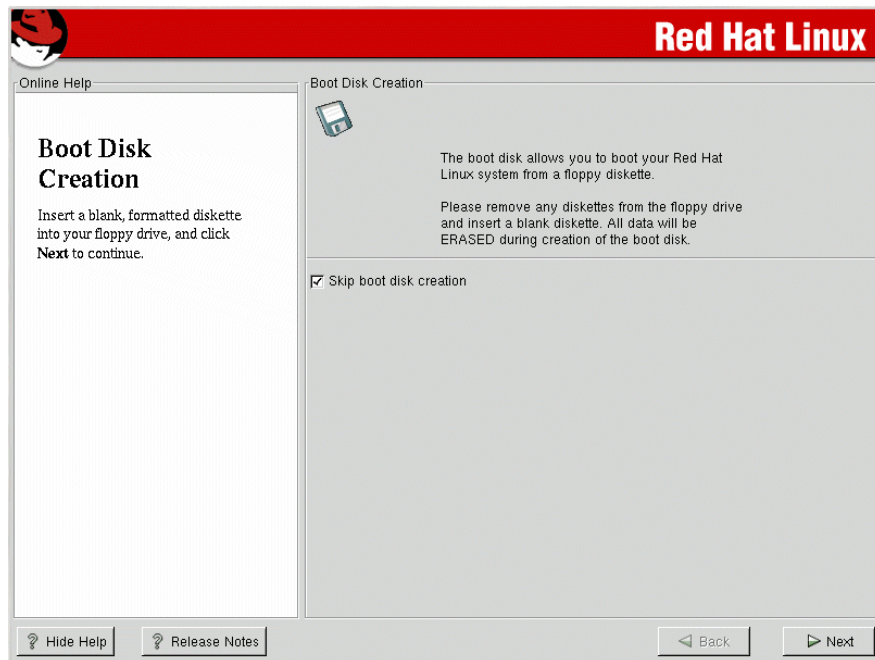 Red Hat Linux
Online Help
Boot Disk
Creation
Insert a blank, formatted diskette
into your floppy drive, and click
Next to continue.
Boot Disk Creation
The boot disk allows you to boot your Red Hat
Linux system from a floppy diskette.
Please remove any diskettes from the floppy drive
and insert a blank diskette. All data will be
ERASED during creation of the boot disk.
Skip boot disk creation
Hide Help
Release Notes
Back
Next